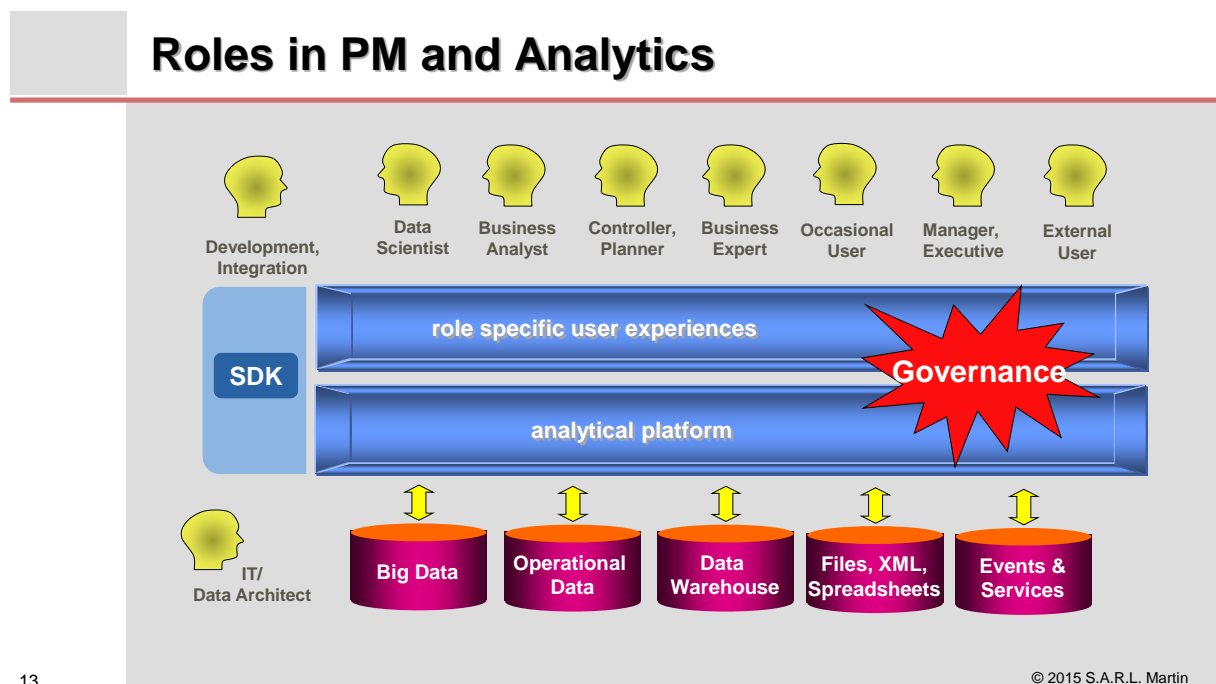 Roles in PM and Analytics
Development,
Integration
Data
Scientist
Business
Analyst
Controller,
Planner
Business
Expert
Occasional
User
Manager,
Executive
External
User
role specific user experiences
SDK
Governance
analytical platform
IT/
Data Architect
Big Data
Operational
Data
Data
Warehouse
Files, XML,
Spreadsheets
Events &
Services
13
© 2015 S.A.R.L. Martin